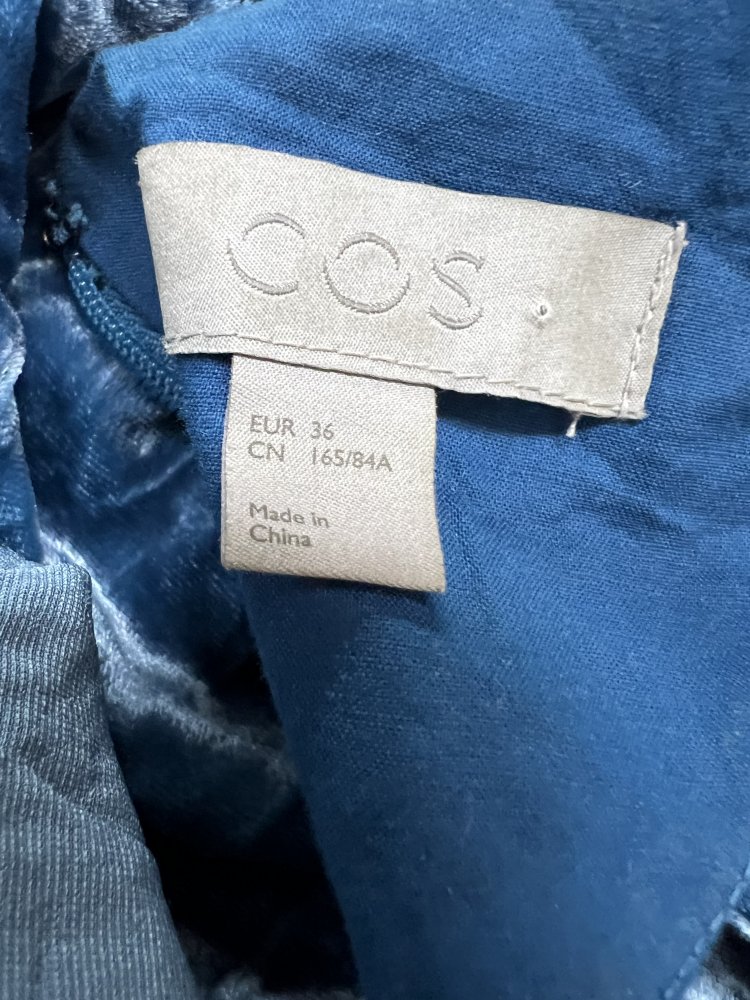 COS
EUR 36
CN 165/84A
Made in
China